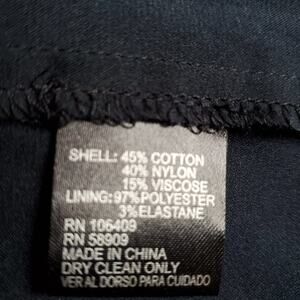 SHELL: 45% COTTON
40% NYLON
15% VISCOSE
LINING: 97% POLYESTER
3% ELASTANE
RN 106409
RN 58909
MADE IN CHINA
DRY CLEAN ONLY
VER AL DORSO PARA CUIDADO